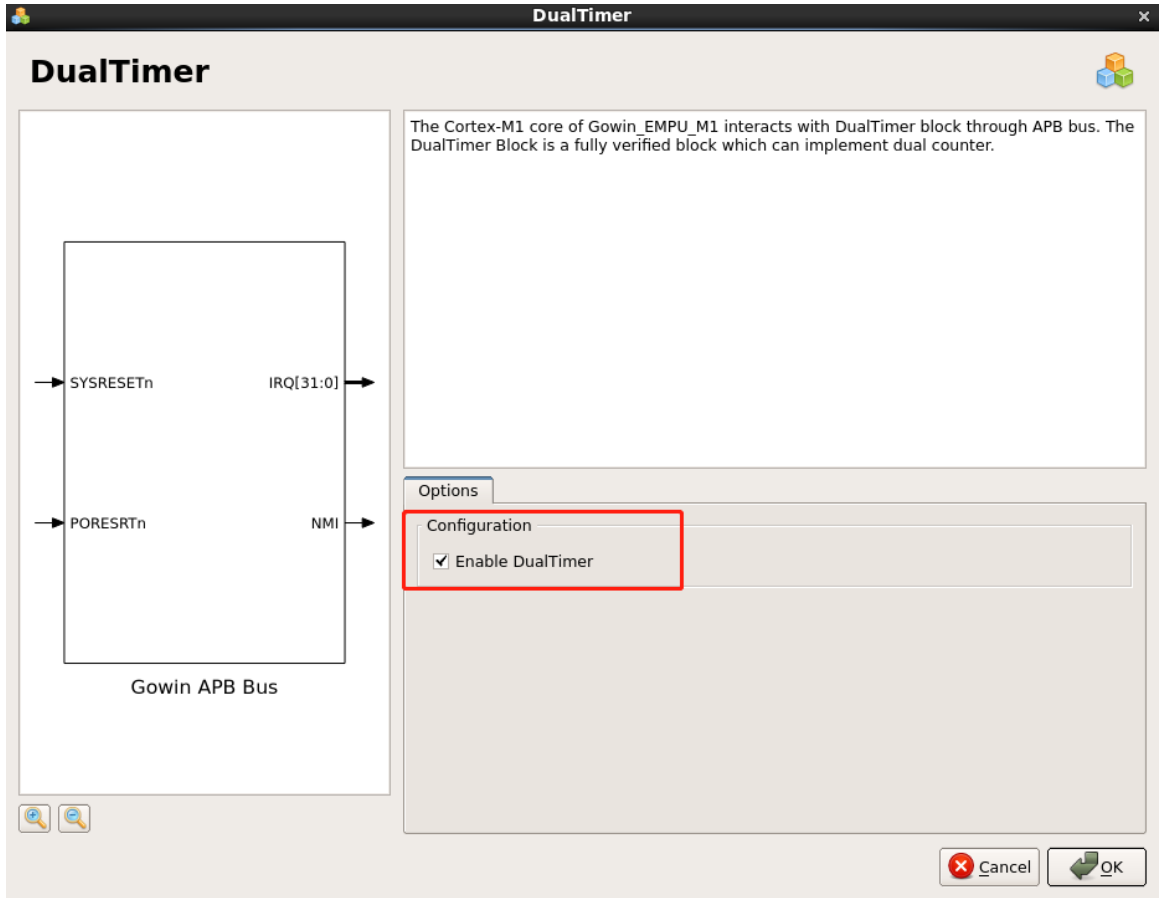 DualTimer
DualTimer
The Cortex-M1 core of Gowin_EMPU_M1 interacts with DualTimer block through APB bus. The
DualTimer Block is a fully verified block which can implement dual counter.
SYSRESETn
IRQ[31:0]
PORESRTn
NMI
Gowin APB Bus
Options
Configuration
Enable DualTimer
Cancel
OK